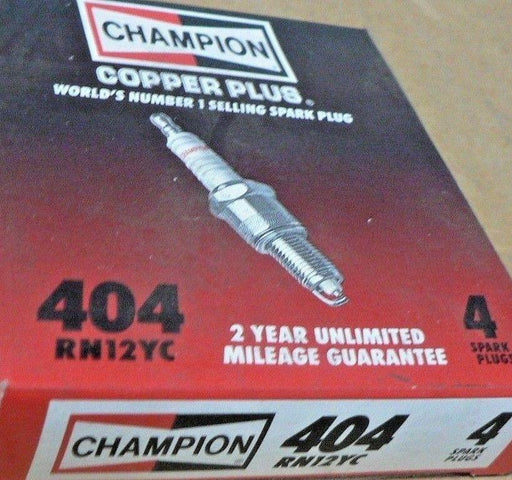 CHAMPION
COPPER PLUS®
WORLD'S NUMBER 1 SELLING SPARK PLUG
404
RN12YC
2 YEAR UNLIMITED
MILEAGE GUARANTEE
4
SPARK
PLUGS
CHAMPION
404
RN12YC
4
SPARK
PLUGS